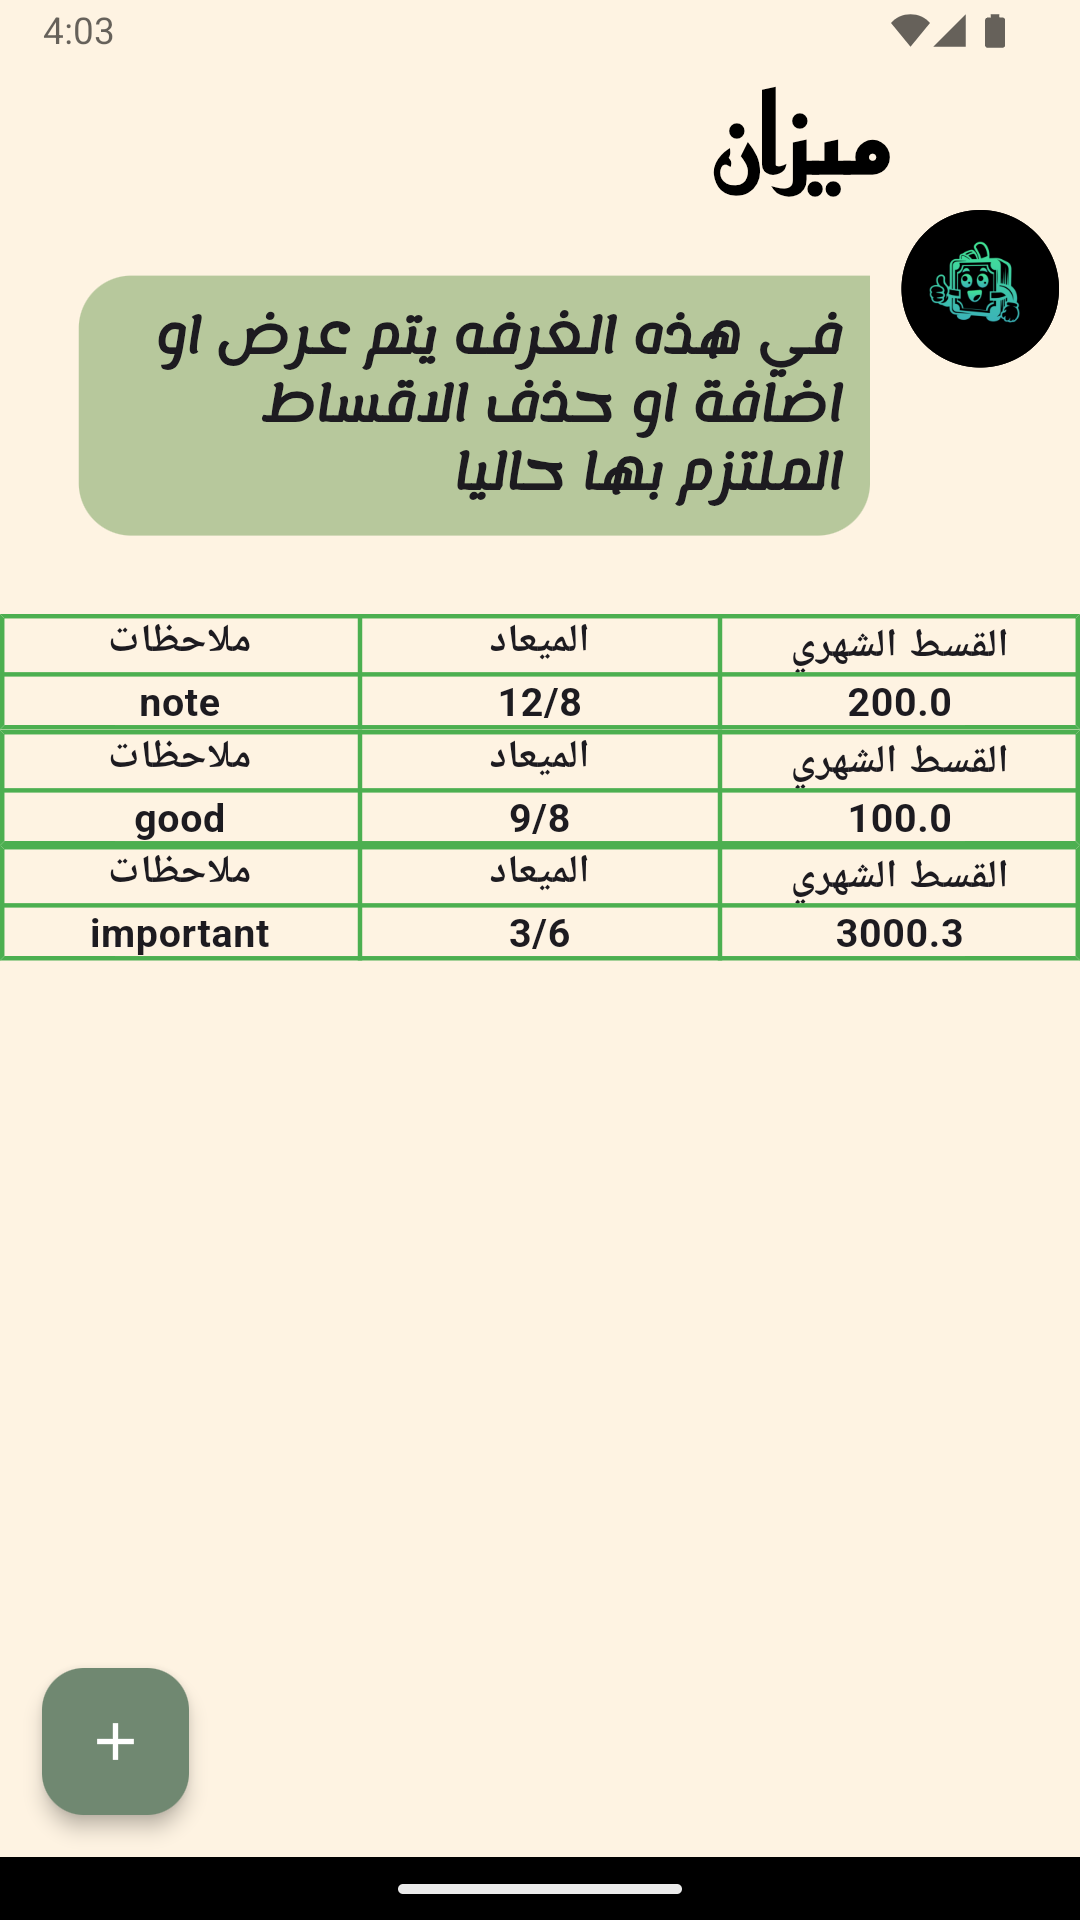 4:03
ميزان
في هذه الغرفه يتم عرض او
اضافة او حذف الاقساط
الملتزم بها حاليا
القسط الشهري الميعاد ملاحظات
200.0 12/8 note
القسط الشهري الميعاد ملاحظات
100.0 9/8 good
القسط الشهري الميعاد ملاحظات
3000.3 3/6 important
+